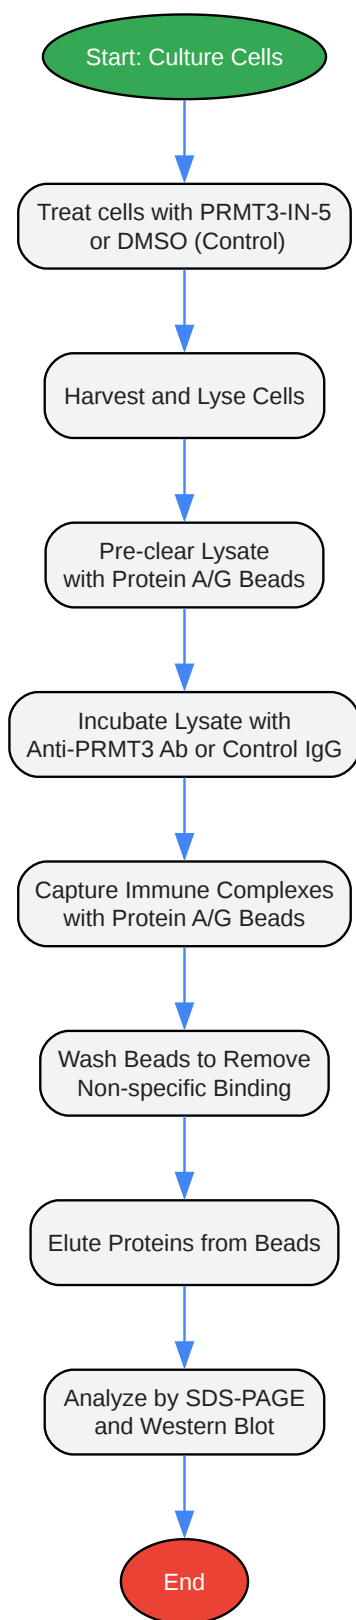 Start: Culture Cells
Treat cells with PRMT3-IN-5
or DMSO (Control)
Harvest and Lyse Cells
Pre-clear Lysate
with Protein A/G Beads
Incubate Lysate with
Anti-PRMT3 Ab or Control IgG
Capture Immune Complexes
with Protein A/G Beads
Wash Beads to Remove
Non-specific Binding
Elute Proteins from Beads
Analyze by SDS-PAGE
and Western Blot
End